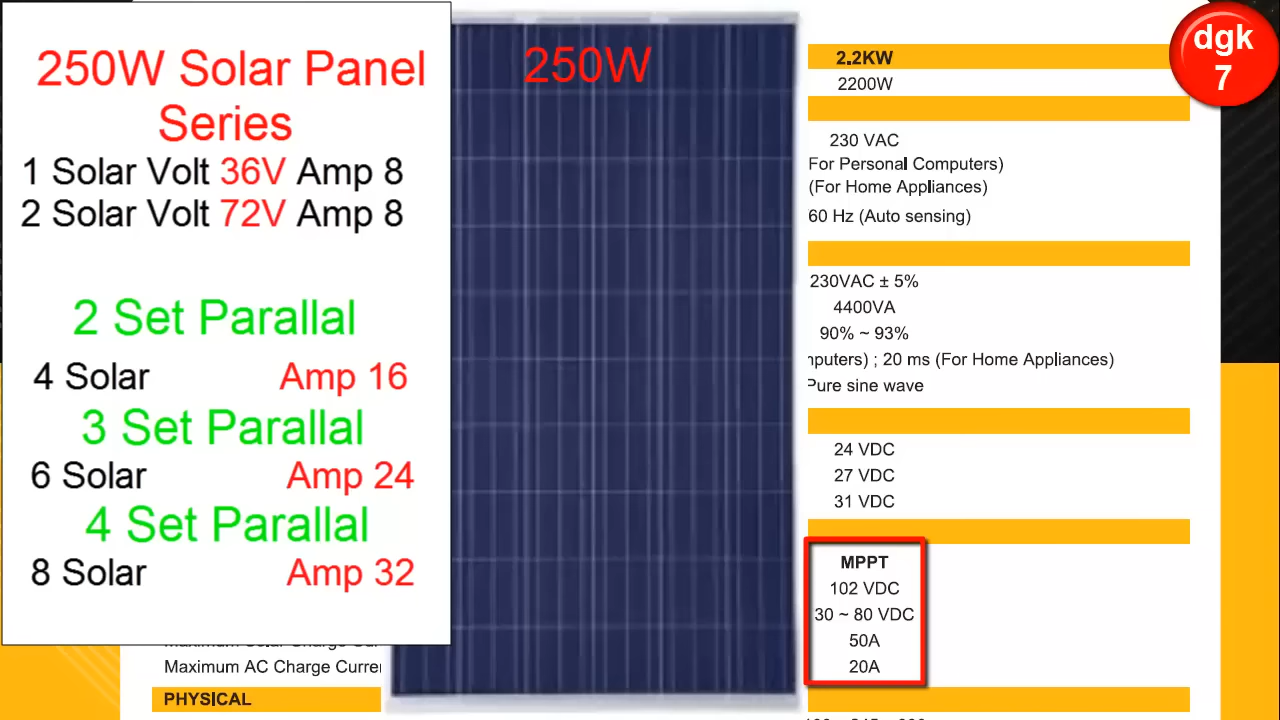 250W Solar Panel
Series
1 Solar Volt 36V Amp 8
2 Solar Volt 72V Amp 8
2 Set Parallal
4 Solar Amp 16
3 Set Parallal
6 Solar Amp 24
4 Set Parallal
8 Solar Amp 32
Maximum AC Charge Curre
PHYSICAL
250W
2.2KW
2200W
230 VAC
For Personal Computers)
(For Home Appliances)
60 Hz (Auto sensing)
230VAC ± 5%
4400VA
90% ~ 93%
nputers) ; 20 ms (For Home Appliances)
Pure sine wave
24 VDC
27 VDC
31 VDC
MPPT
102 VDC
30 ~ 80 VDC
50A
20A
dgk
7